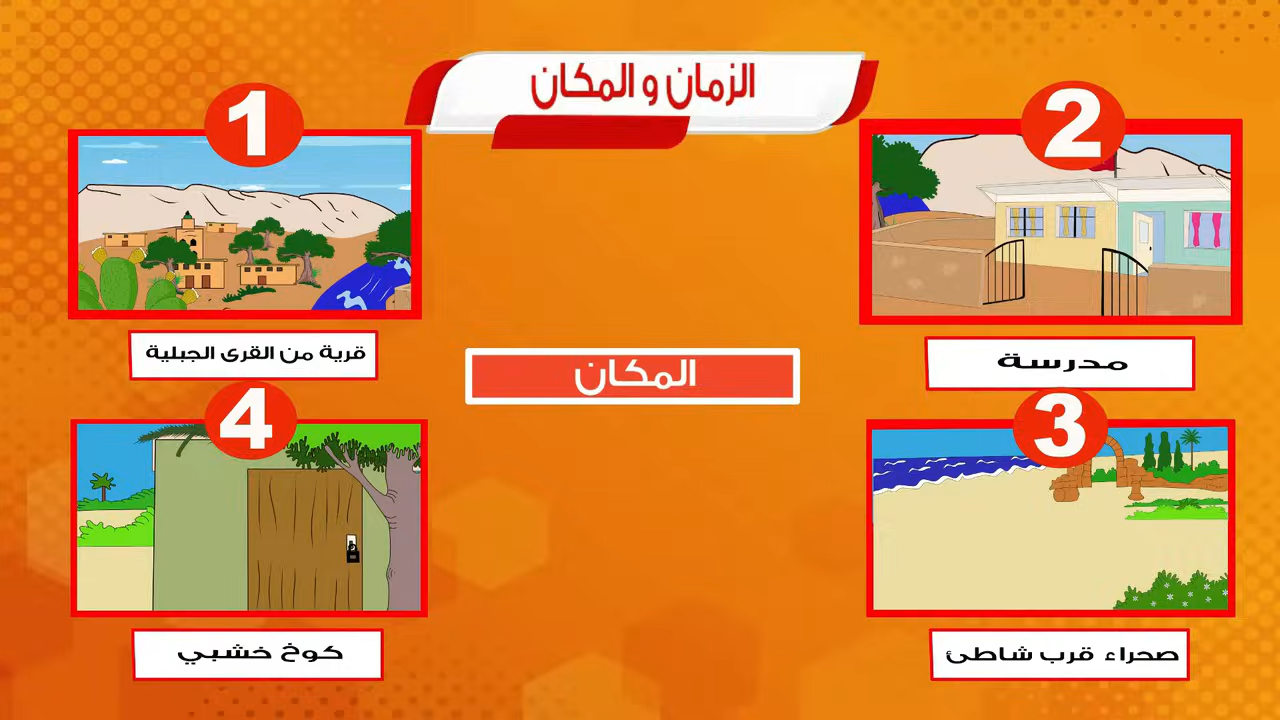 الزمان و المكان
1
قرية من القرى الجبلية
2
مدرسة
المكان
4
كوخ خشبي
3
صحراء قرب شاطئ